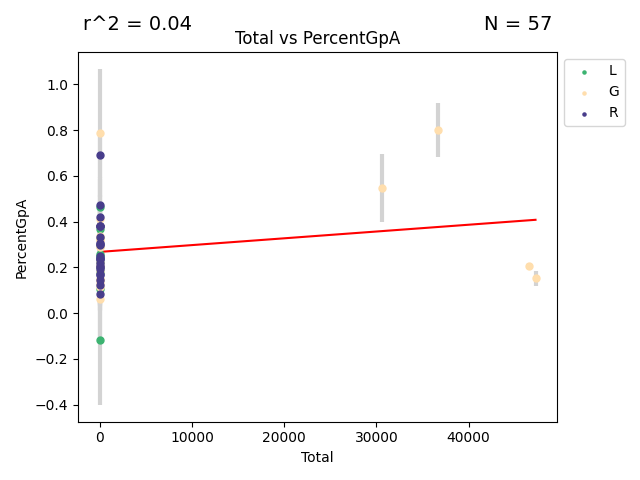 r^2 = 0.04
N = 57
Total vs PercentGpA
L
G
R
1.0
0.8
0.6
0.4
0.2
0.0
−0.2
−0.4
PercentGpA
0 10000 20000 30000 40000
Total